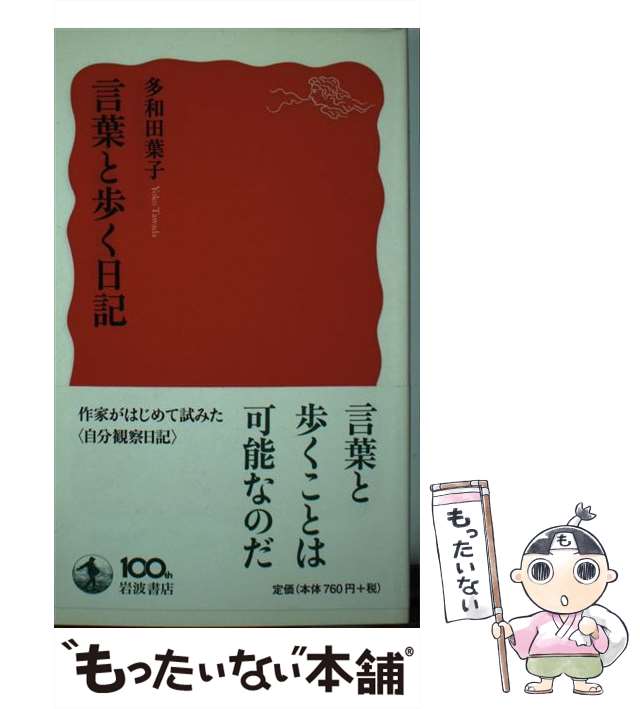 言葉と歩く日記
多和田葉子
Yoko Tawada
言葉と
歩くことは
可能なのだ
作家がはじめて試みた
〈自分観察日記〉
100th
岩波書店
定価(本体760円+税)
“もったいない”本舗®
もったいない
も